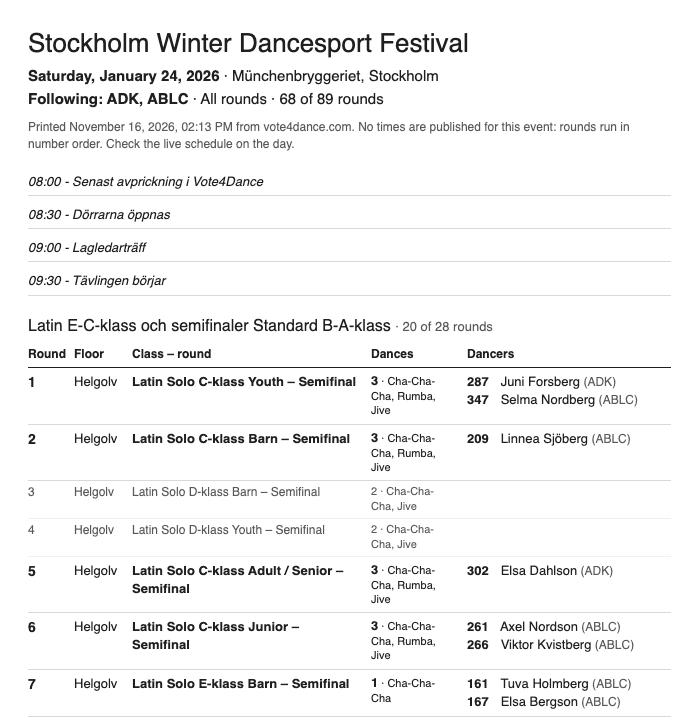 Stockholm Winter Dancesport Festival
Saturday, January 24, 2026 · Münchenbryggeriet, Stockholm
Following: ADK, ABLC · All rounds · 68 of 89 rounds
Printed November 16, 2026, 02:13 PM from vote4dance.com. No times are published for this event: rounds run in
number order. Check the live schedule on the day.
08:00 - Senast avprickning i Vote4Dance
08:30 - Dörrarna öppnas
09:00 - Lagledarträff
09:30 - Tävlingen börjar
Latin E-C-klass och semifinaler Standard B-A-klass · 20 of 28 rounds
Round Floor Class – round Dances Dancers
1 Helgolv Latin Solo C-klass Youth – Semifinal 3 · Cha-Cha- 287 Juni Forsberg (ADK)
Cha, Rumba, 347 Selma Nordberg (ABLC)
Jive
2 Helgolv Latin Solo C-klass Barn – Semifinal 3 · Cha-Cha- 209 Linnea Sjöberg (ABLC)
Cha, Rumba,
Jive
3 Helgolv Latin Solo D-klass Barn – Semifinal 2 · Cha-Cha-
Cha, Jive
4 Helgolv Latin Solo D-klass Youth – Semifinal 2 · Cha-Cha-
Cha, Jive
5 Helgolv Latin Solo C-klass Adult / Senior – 3 · Cha-Cha- 302 Elsa Dahlson (ADK)
Semifinal Cha, Rumba,
Jive
6 Helgolv Latin Solo C-klass Junior – 3 · Cha-Cha- 261 Axel Nordson (ABLC)
Semifinal Cha, Rumba, 266 Viktor Kvistberg (ABLC)
Jive
7 Helgolv Latin Solo E-klass Barn – Semifinal 1 · Cha-Cha- 161 Tuva Holmberg (ABLC)
Cha 167 Elsa Bergson (ABLC)